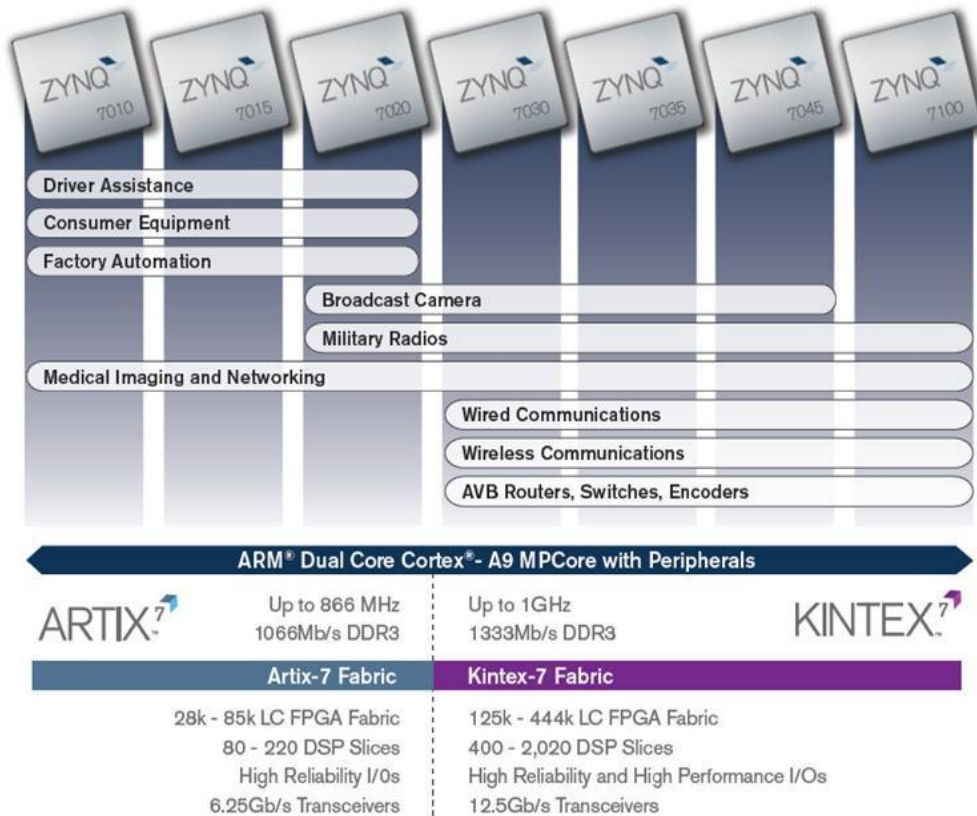 ZYNQ 7010
ZYNQ 7015
ZYNQ 7020
ZYNQ 7030
ZYNQ 7035
ZYNQ 7045
ZYNQ 7100
Driver Assistance
Consumer Equipment
Factory Automation
Broadcast Camera
Military Radios
Medical Imaging and Networking
Wired Communications
Wireless Communications
AVB Routers, Switches, Encoders
ARM® Dual Core Cortex®- A9 MPCore with Peripherals
ARTIX™7
Up to 866 MHz
1066Mb/s DDR3
Up to 1GHz
1333Mb/s DDR3
KINTEX™7
Artix-7 Fabric
Kintex-7 Fabric
28k - 85k LC FPGA Fabric
80 - 220 DSP Slices
High Reliability I/0s
6.25Gb/s Transceivers
125k - 444k LC FPGA Fabric
400 - 2,020 DSP Slices
High Reliability and High Performance I/Os
12.5Gb/s Transceivers